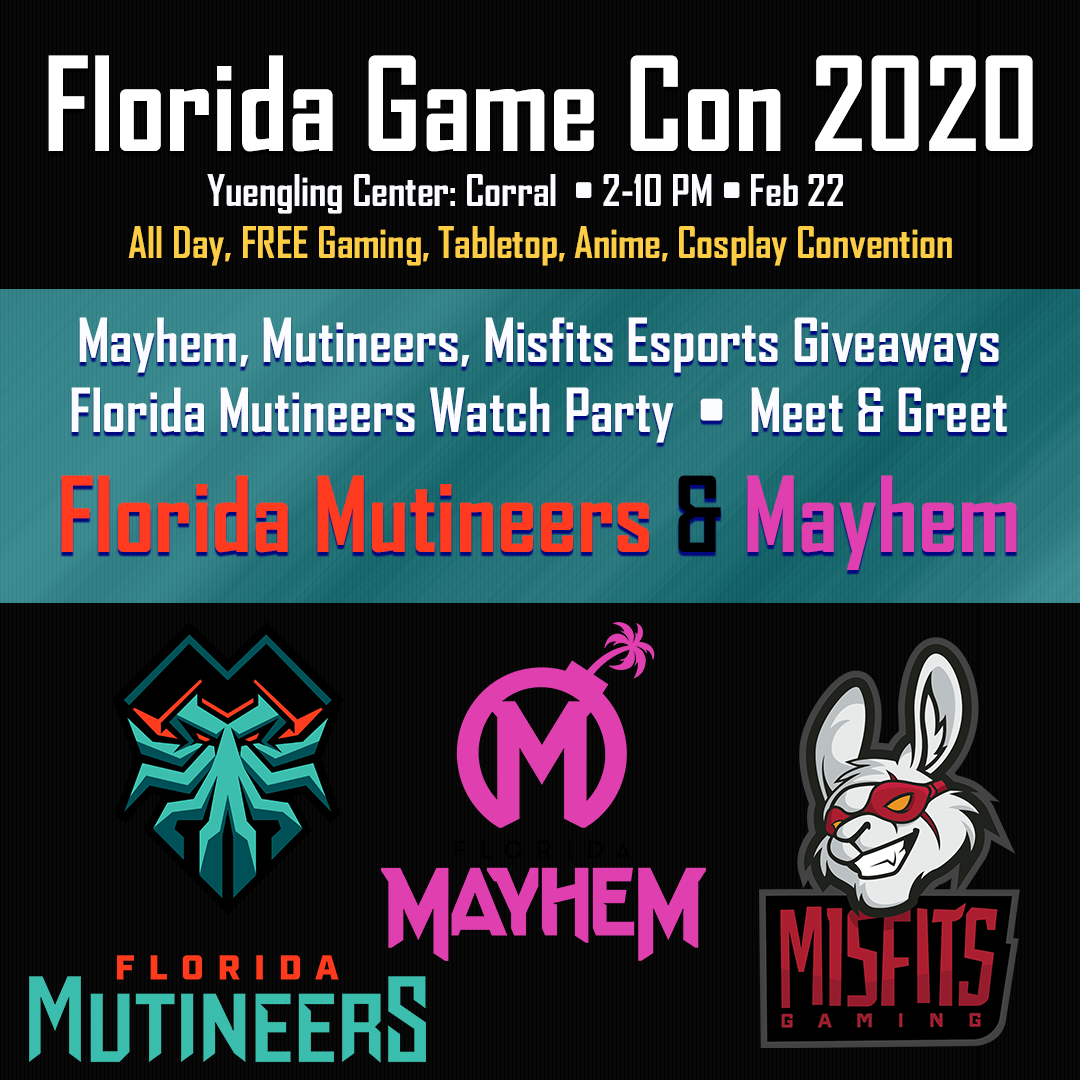 Florida Game Con 2020
Yuengling Center: Corral ▪ 2-10 PM ▪ Feb 22
All Day, FREE Gaming, Tabletop, Anime, Cosplay Convention
Mayhem, Mutineers, Misfits Esports Giveaways
Florida Mutineers Watch Party ▪ Meet & Greet
Florida Mutineers & Mayhem
M
FLORIDA
MAYHEM
MISFITS
GAMING
FLORIDA
MUTINEERS